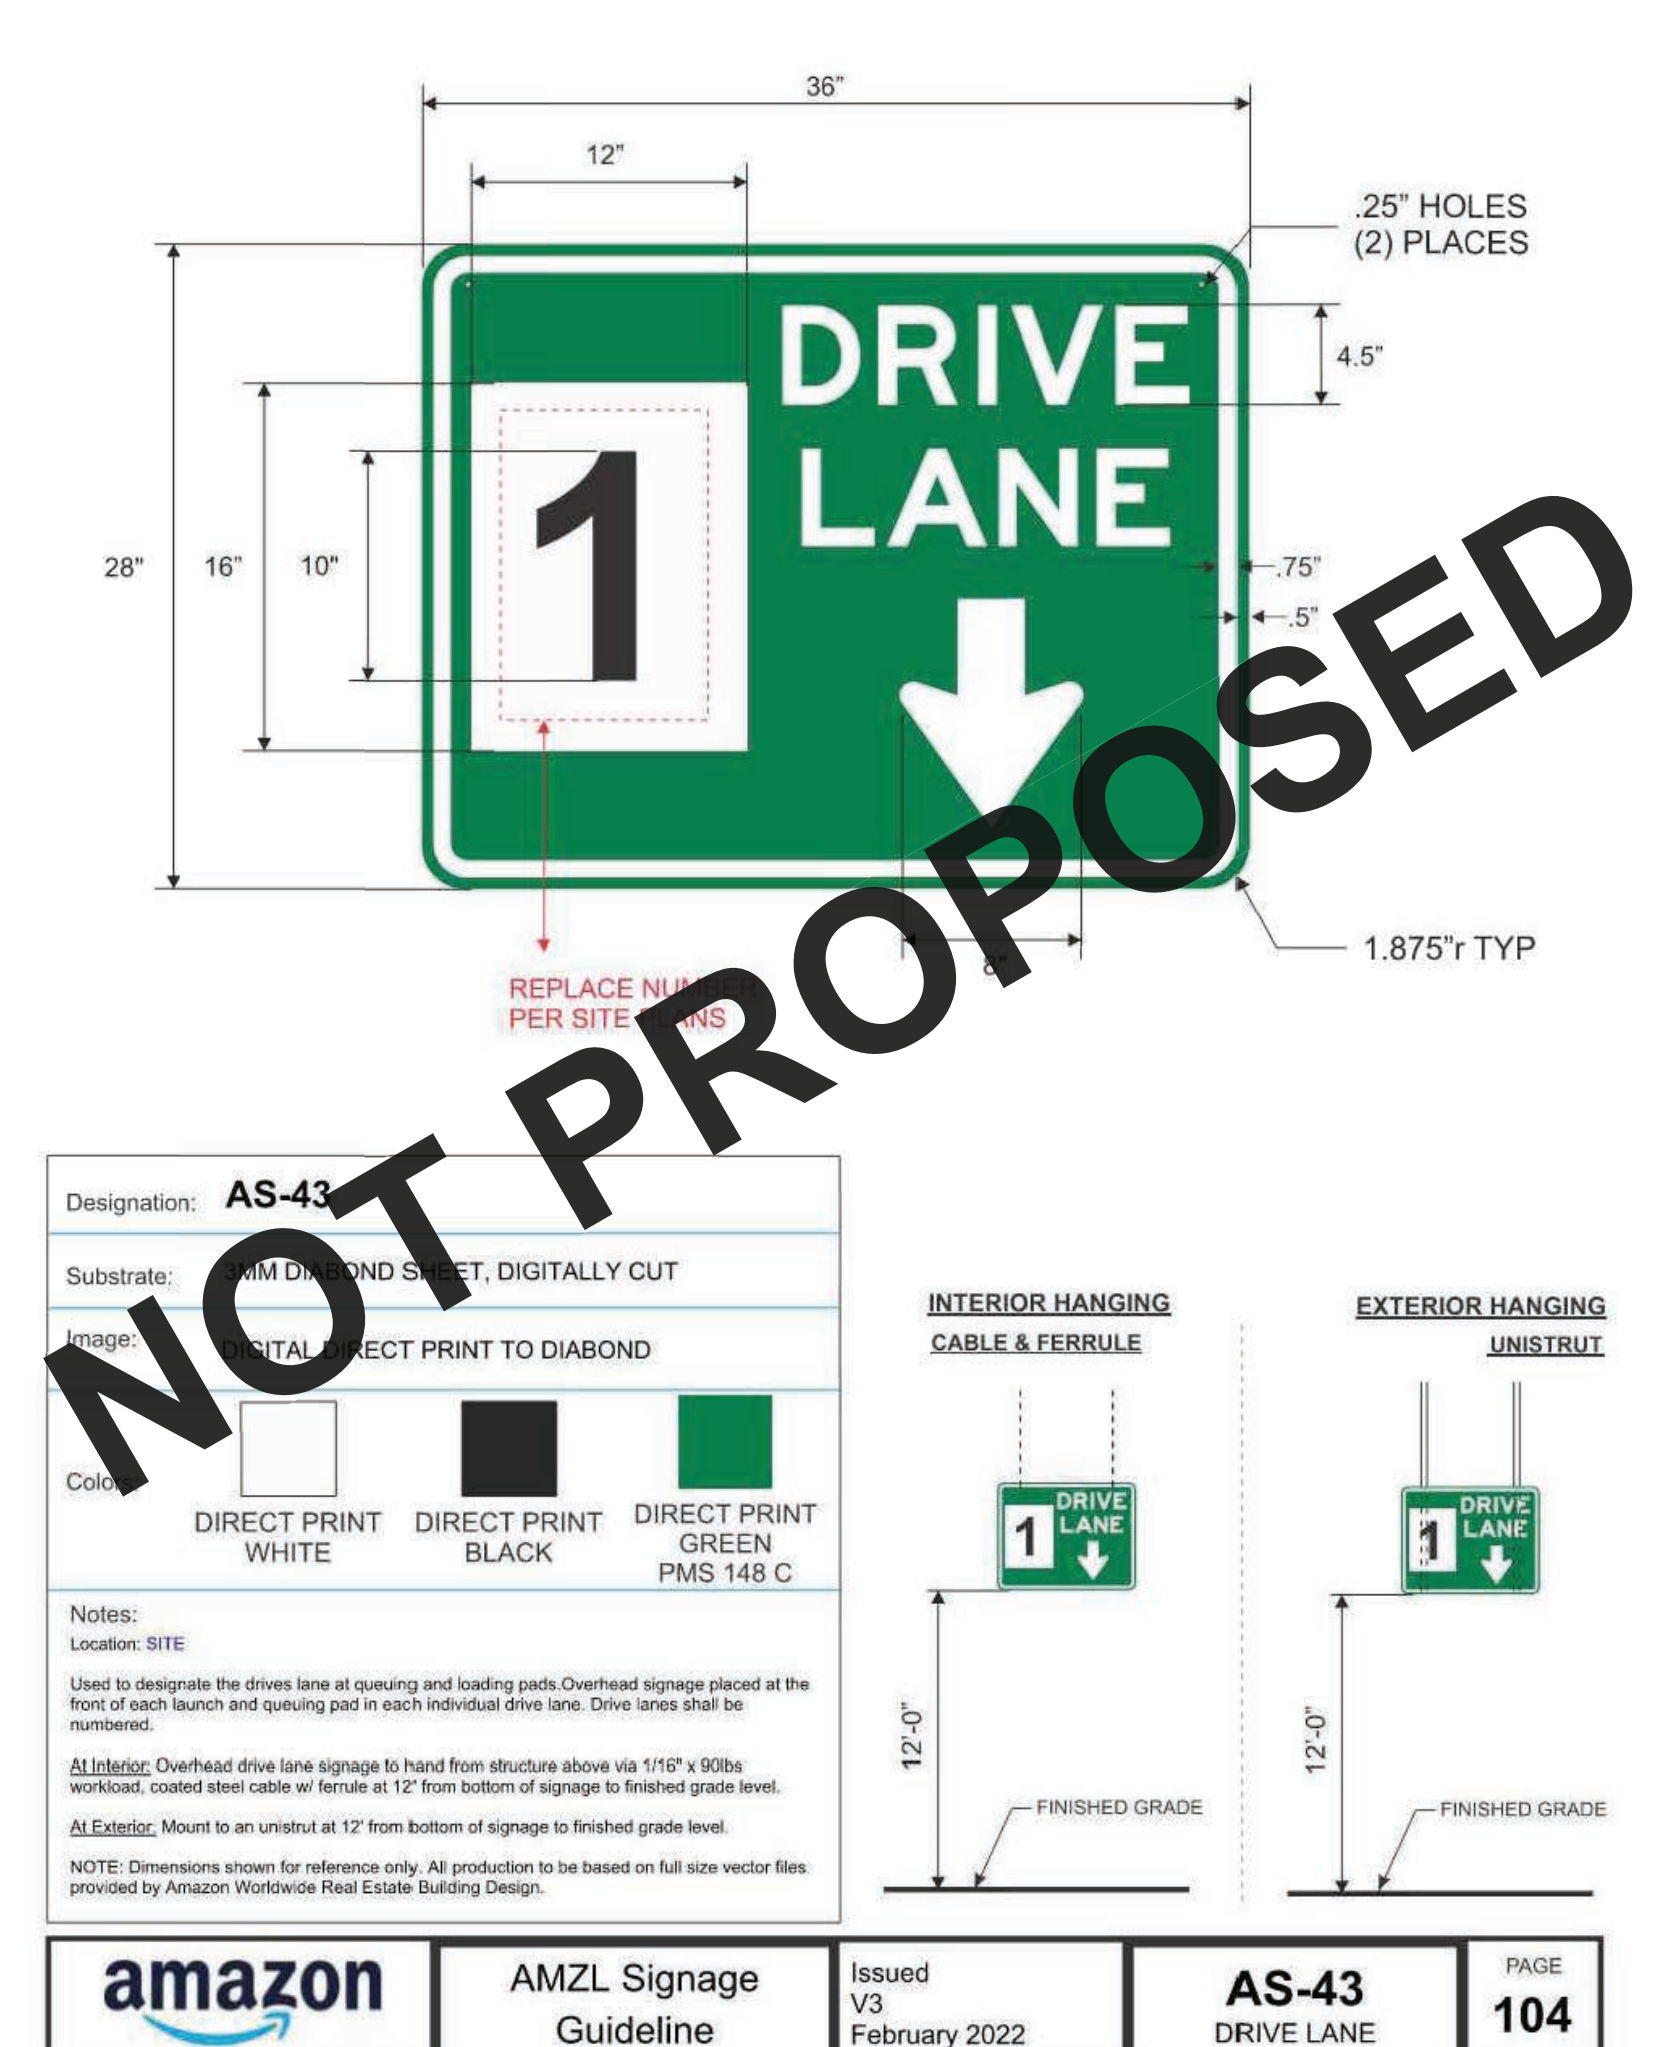 36”
12”
.25” HOLES
(2) PLACES
DRIVE
LANE
4.5”
1
28”
16”
10”
.75”
.5”
8”
1.875”r TYP
REPLACE NUMBER
PER SITE PLANS
NOT PROPOSED
Designation: AS-43
Substrate: 3MM DIABOND SHEET, DIGITALLY CUT
Image: DIGITAL DIRECT PRINT TO DIABOND
Colors:
DIRECT PRINT
WHITE
DIRECT PRINT
BLACK
DIRECT PRINT
GREEN
PMS 148 C
Notes:
Location: SITE
Used to designate the drives lane at queuing and loading pads.Overhead signage placed at the
front of each launch and queuing pad in each individual drive lane. Drive lanes shall be
numbered.
At Interior: Overhead drive lane signage to hand from structure above via 1/16" x 90lbs
workload, coated steel cable w/ ferrule at 12' from bottom of signage to finished grade level.
At Exterior: Mount to an unistrut at 12' from bottom of signage to finished grade level.
NOTE: Dimensions shown for reference only. All production to be based on full size vector files
provided by Amazon Worldwide Real Estate Building Design.
INTERIOR HANGING
CABLE & FERRULE
1
DRIVE
LANE
12'-0"
FINISHED GRADE
EXTERIOR HANGING
UNISTRUT
1
DRIVE
LANE
12'-0"
FINISHED GRADE
amazon
AMZL Signage
Guideline
Issued
V3
February 2022
AS-43
DRIVE LANE
PAGE
104